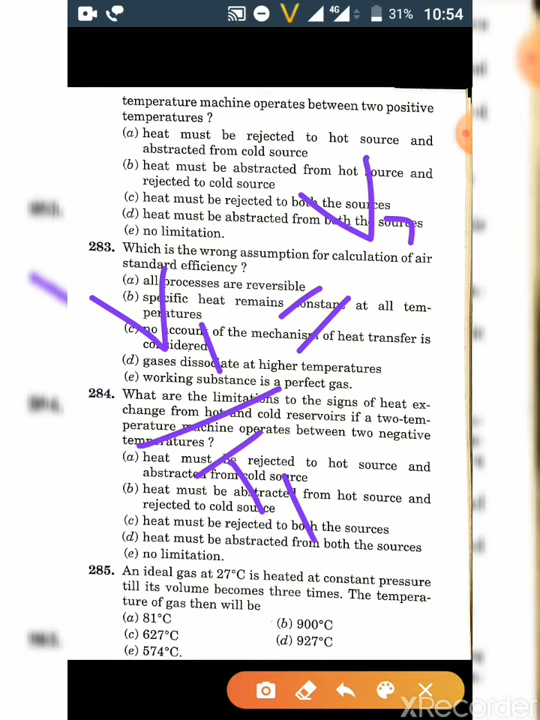 4G 31% 10:54
temperature machine operates between two positive
temperatures ?
(a) heat must be rejected to hot source and
abstracted from cold source
(b) heat must be abstracted from hot source and
rejected to cold source
(c) heat must be rejected to both the sources
(d) heat must be abstracted from both the sources
(e) no limitation.
283. Which is the wrong assumption for calculation of air
standard efficiency ?
(a) all processes are reversible
(b) specific heat remains constant at all tem-
peratures
(c) no account of the mechanism of heat transfer is
considered
(d) gases dissociate at higher temperatures
(e) working substance is a perfect gas.
284. What are the limitations to the signs of heat ex-
change from hot and cold reservoirs if a two-tem-
perature machine operates between two negative
temperatures ?
(a) heat must be rejected to hot source and
abstracted from cold source
(b) heat must be abstracted from hot source and
rejected to cold source
(c) heat must be rejected to both the sources
(d) heat must be abstracted from both the sources
(e) no limitation.
285. An ideal gas at 27°C is heated at constant pressure
till its volume becomes three times. The tempera-
ture of gas then will be
(a) 81°C (b) 900°C
(c) 627°C (d) 927°C
(e) 574°C.
XRecorder